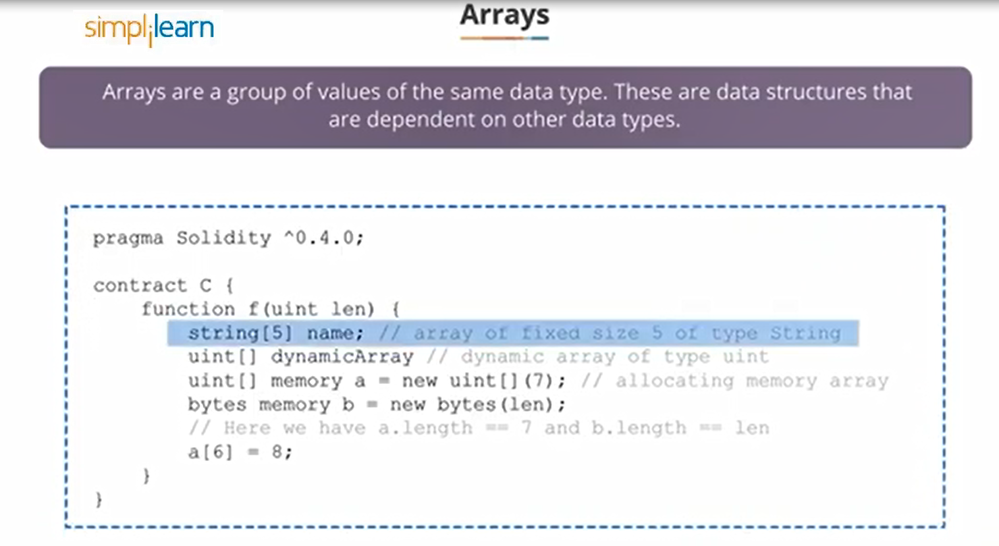 simplilearn
Arrays
Arrays are a group of values of the same data type. These are data structures that
are dependent on other data types.
pragma Solidity ^0.4.0;
contract C {
function f(uint len) {
string[5] name; // array of fixed size 5 of type String
uint[] dynamicArray // dynamic array of type uint
uint[] memory a = new uint[](7); // allocating memory array
bytes memory b = new bytes(len);
// Here we have a.length == 7 and b.length == len
a[6] = 8;
}
}